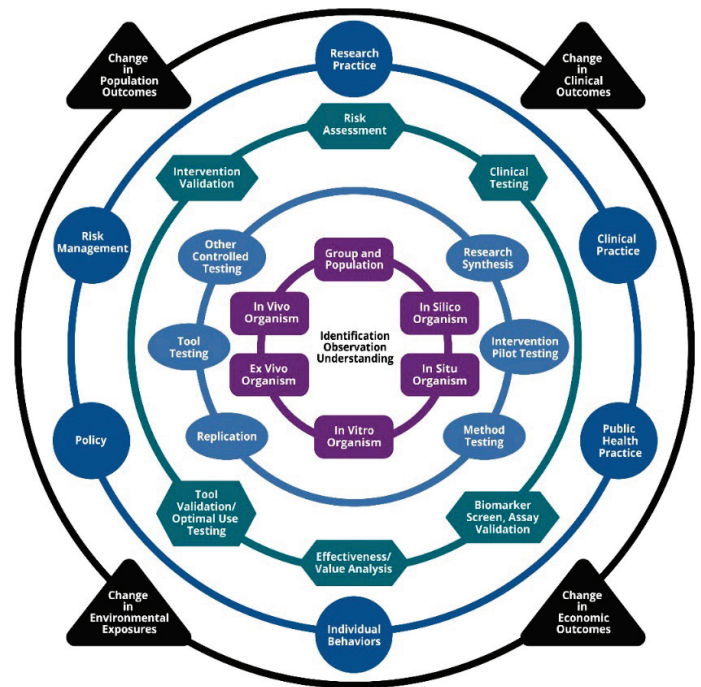 Change
in
Population
Outcomes
Research
Practice
Change
in Clinical
Outcomes
Risk
Assessment
Intervention
Validation
Clinical
Testing
Risk
Management
Other
Controlled
Testing
Group and
Population
Research
Synthesis
Clinical
Practice
In Vivo
Organism
In Silico
Organism
Identification
Observation
Understanding
Tool
Testing
Intervention
Pilot Testing
Ex Vivo
Organism
In Situ
Organism
Policy
Replication
In Vitro
Organism
Method
Testing
Public
Health
Practice
Tool
Validation/
Optimal Use
Testing
Biomarker
Screen, Assay
Validation
Effectiveness/
Value Analysis
Change
in
Environmental
Exposures
Individual
Behaviors
Change
in
Economic
Outcomes